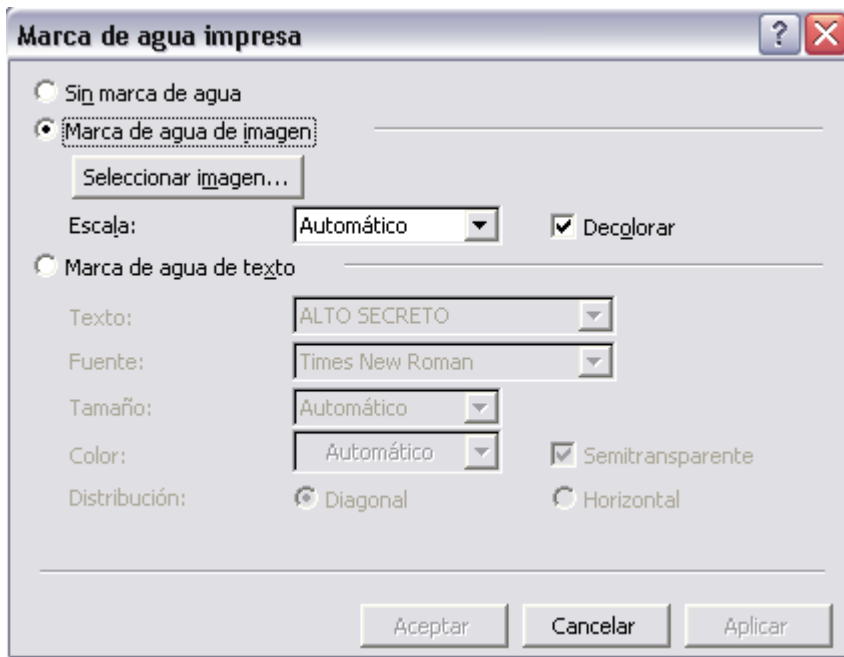 Marca de agua impresa
Sin marca de agua
Marca de agua de imagen
Seleccionar imagen...
Escala: Automático Decolorar
Marca de agua de texto
Texto: ALTO SECRETO
Fuente: Times New Roman
Tamaño: Automático
Color: Automático Semitransparente
Distribución: Diagonal Horizontal
Aceptar Cancelar Aplicar